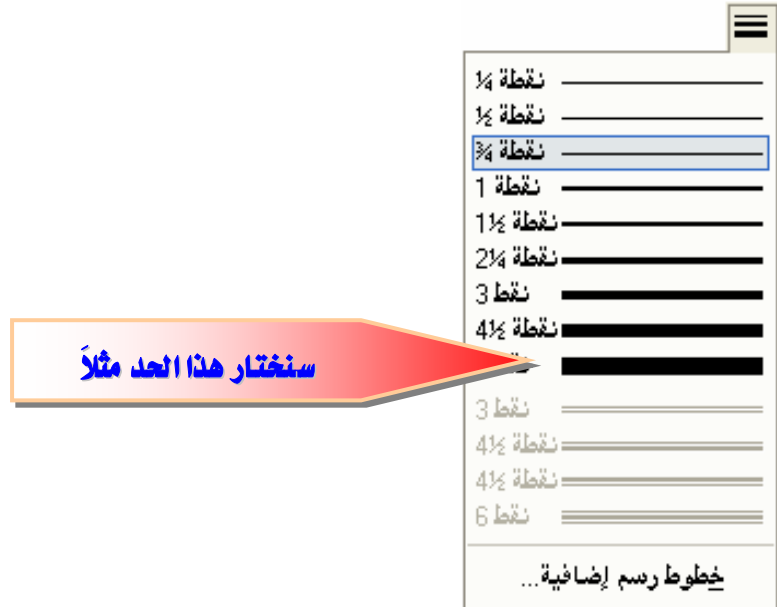 نقطة ¼
نقطة ½
نقطة ¾
نقطة 1
نقطة 1½
نقطة 2¼
نقط 3
نقطة 4½
سنختار هذا الحد مثلاً
نقط 3
نقطة 4½
نقطة 4½
نقط 6
خطوط رسم إضافية...